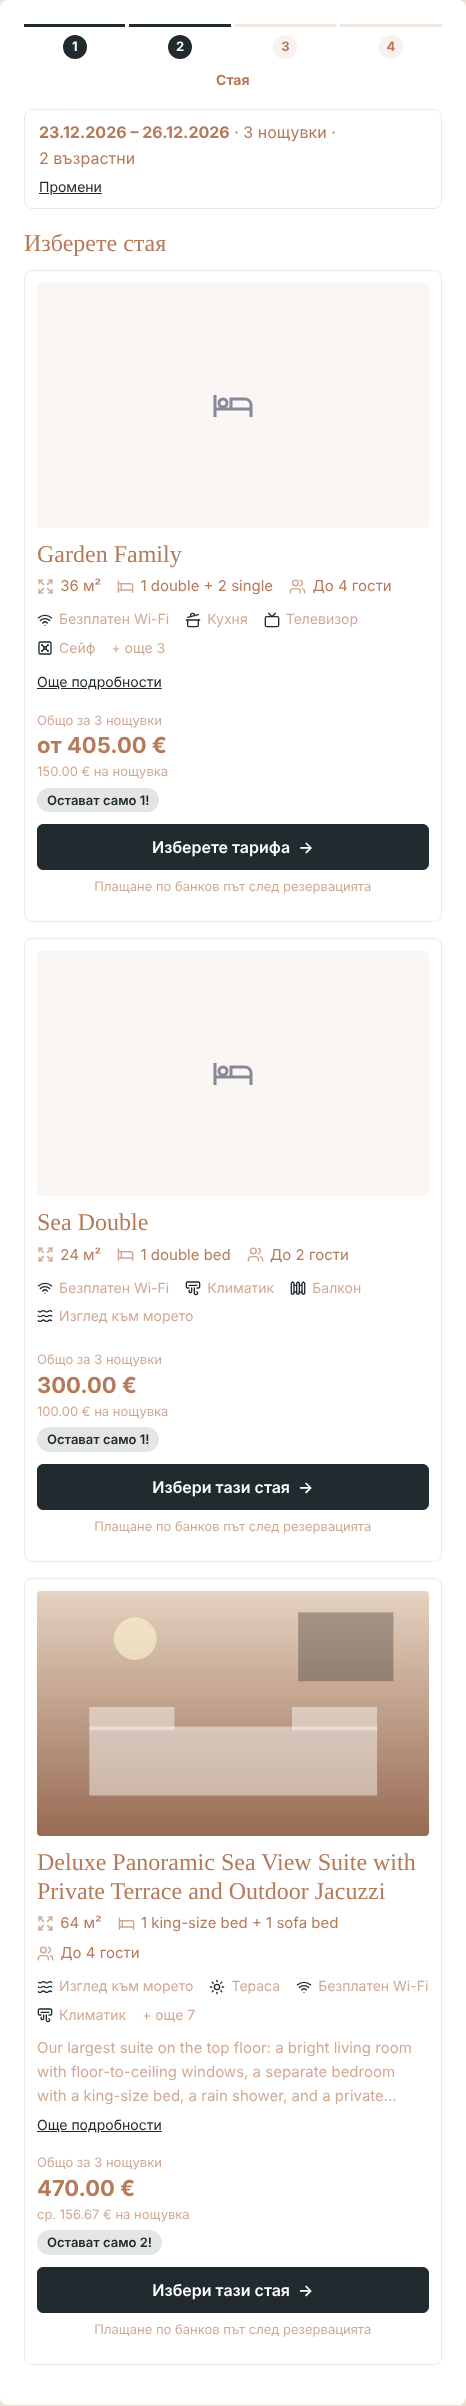 1 2 3 4
Стая
23.12.2026 – 26.12.2026 · 3 нощувки ·
2 възрастни
Промени
Изберете стая
Garden Family
36 м² 1 double + 2 single До 4 гости
Безплатен Wi-Fi Кухня Телевизор
Сейф + още 3
Още подробности
Общо за 3 нощувки
от 405.00 €
150.00 € на нощувка
Остават само 1!
Изберете тарифа →
Плащане по банков път след резервацията
Sea Double
24 м² 1 double bed До 2 гости
Безплатен Wi-Fi Климатик Балкон
Изглед към морето
Общо за 3 нощувки
300.00 €
100.00 € на нощувка
Остават само 1!
Избери тази стая →
Плащане по банков път след резервацията
Deluxe Panoramic Sea View Suite with
Private Terrace and Outdoor Jacuzzi
64 м² 1 king-size bed + 1 sofa bed
До 4 гости
Изглед към морето Тераса Безплатен Wi-Fi
Климатик + още 7
Our largest suite on the top floor: a bright living room
with floor-to-ceiling windows, a separate bedroom
with a king-size bed, a rain shower, and a private...
Още подробности
Общо за 3 нощувки
470.00 €
ср. 156.67 € на нощувка
Остават само 2!
Избери тази стая →
Плащане по банков път след резервацията